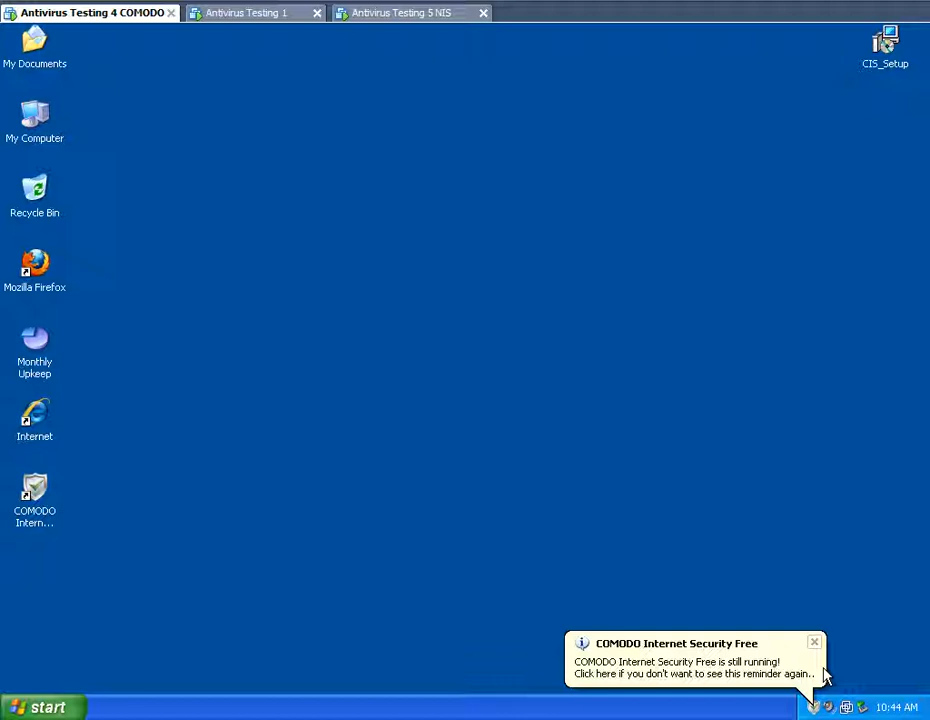 Antivirus Testing 4 COMODO
Antivirus Testing 1
Antivirus Testing 5 NIS
My Documents
CIS_Setup
My Computer
Recycle Bin
Mozilla Firefox
Monthly
Upkeep
Internet
COMODO
Intern...
COMODO Internet Security Free
COMODO Internet Security Free is still running!
Click here if you don't want to see this reminder again..
start
10:44 AM